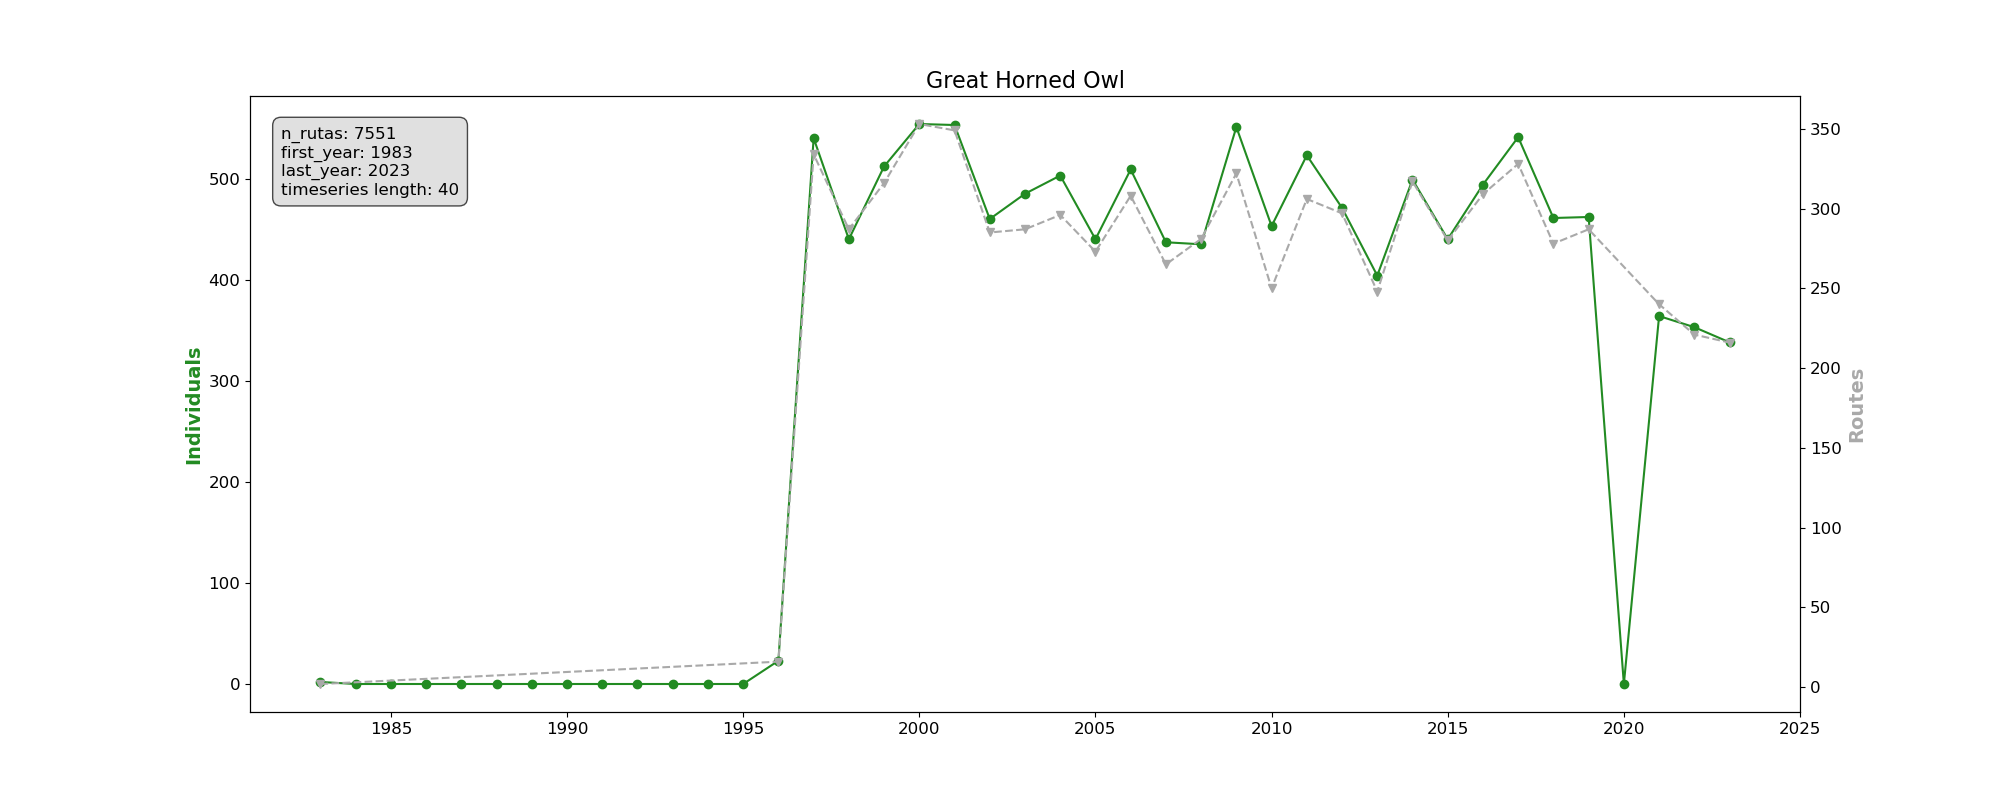 Great Horned Owl
n_rutas: 7551
first_year: 1983
last_year: 2023
timeseries length: 40
Individuals
500
400
300
200
100
0
350
300
250
200
150
100
50
0
Routes
1985 1990 1995 2000 2005 2010 2015 2020 2025